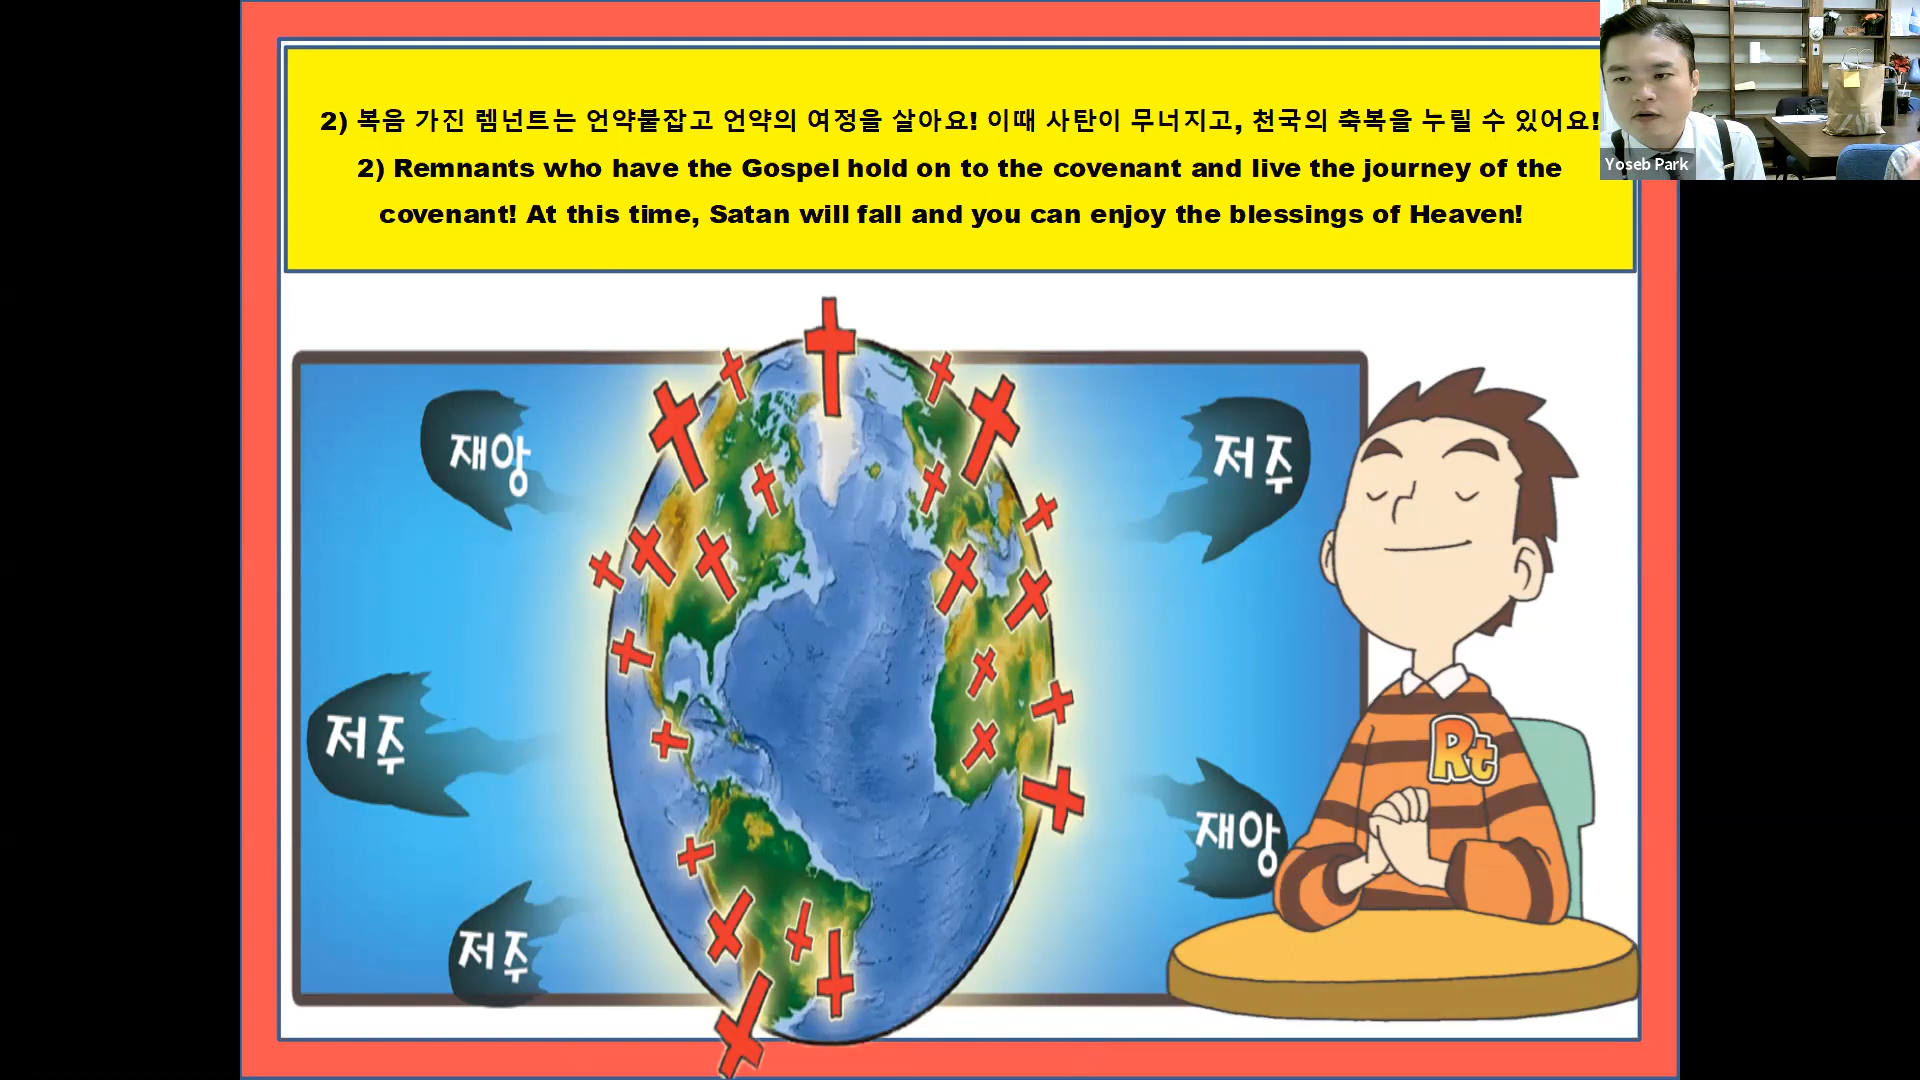 2) 복음 가진 렘넌트는 언약붙잡고 언약의 여정을 살아요! 이때 사탄이 무너지고, 천국의 축복을 누릴 수 있어요!
2) Remnants who have the Gospel hold on to the covenant and live the journey of the
covenant! At this time, Satan will fall and you can enjoy the blessings of Heaven!
Yoseb Park
재앙
저주
저주
Rt
재앙
저주